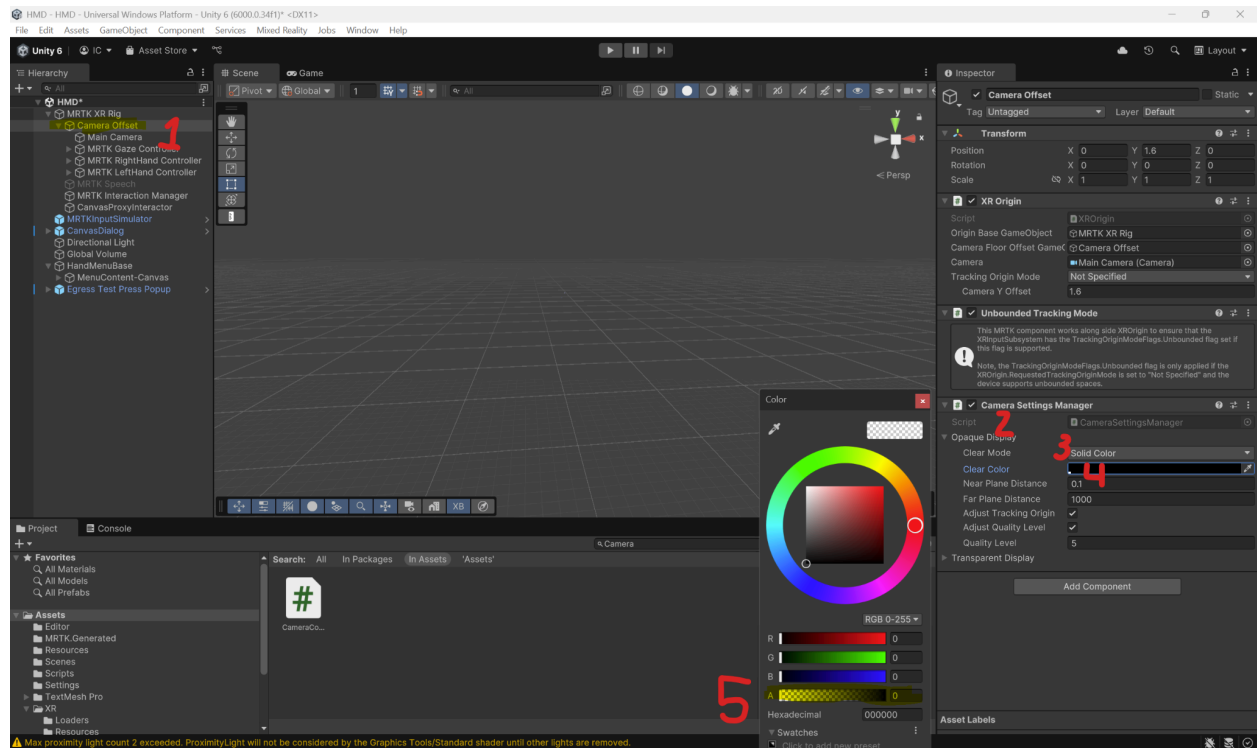 HMD - HMD - Universal Windows Platform - Unity 6 (6000.0.34f1)* <DX11>
File Edit Assets GameObject Component Services Mixed Reality Jobs Window Help
Unity 6 IC Asset Store Layout
Hierarchy
All
HMD*
MRTK XR Rig
Camera Offset
Main Camera
MRTK Gaze Controller
MRTK RightHand Controller
MRTK LeftHand Controller
MRTK Speech
MRTK Interaction Manager
CanvasProxyInteractor
MRTKInputSimulator
CanvasDialog
Directional Light
Global Volume
HandMenuBase
MenuContent-Canvas
Egress Test Press Popup
1
Scene Game
Pivot Global 1 All 2D
y
x
Persp
XB
Inspector
Camera Offset Static
Tag Untagged Layer Default
Transform
Position X 0 Y 1.6 Z 0
Rotation X 0 Y 0 Z 0
Scale X 1 Y 1 Z 1
XR Origin
Script XROrigin
Origin Base GameObject MRTK XR Rig
Camera Floor Offset GameO Camera Offset
Camera Main Camera (Camera)
Tracking Origin Mode Not Specified
Camera Y Offset 1.6
Unbounded Tracking Mode
This MRTK component works along side XROrigin to ensure that the
XRInputSubsystem has the TrackingOriginModeFlags.Unbounded flag set if
this flag is supported.
Note, the TrackingOriginModeFlags.Unbounded flag is only applied if the
XROrigin.RequestedTrackingOriginMode is set to "Not Specified" and the
device supports unbounded spaces.
Camera Settings Manager
Script CameraSettingsManager
2
Opaque Display
3
Clear Mode Solid Color
Clear Color
4
Near Plane Distance 0.1
Far Plane Distance 1000
Adjust Tracking Origin
Adjust Quality Level
Quality Level 5
Transparent Display
Add Component
Asset Labels
Color
RGB 0-255
R 0
G 0
B 0
A 0
5
Hexadecimal 000000
Swatches
Click to add new preset
Project Console
Camera
Favorites
All Materials
All Models
All Prefabs
Assets
Editor
MRTK.Generated
Resources
Scenes
Scripts
Settings
TextMesh Pro
XR
Loaders
Resources
Search: All In Packages In Assets 'Assets'
CameraCo...
Max proximity light count 2 exceeded. ProximityLight will not be considered by the Graphics Tools/Standard shader until other lights are removed.